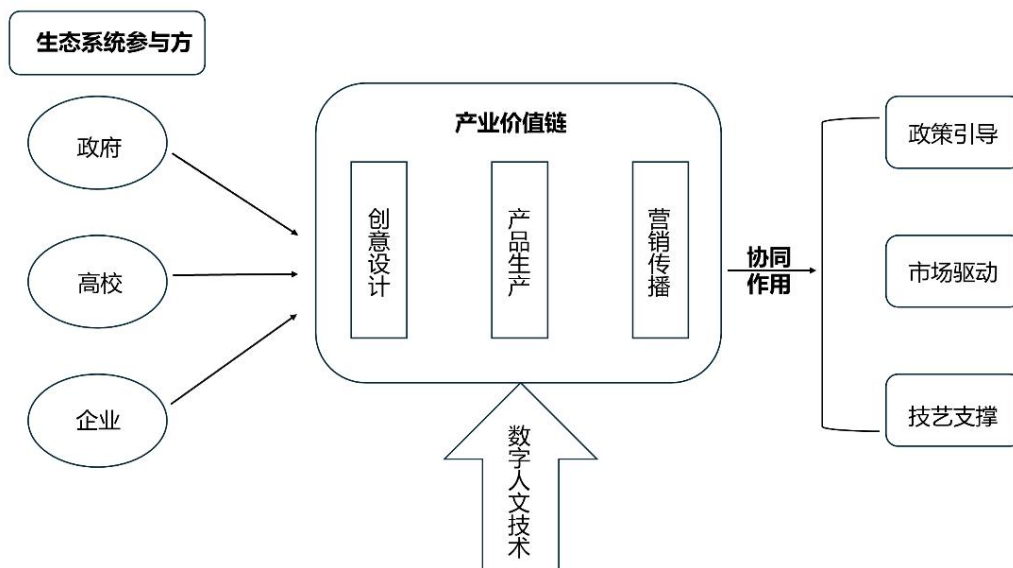 生态系统参与方
政府
高校
企业
产业价值链
创意设计
产品生产
营销传播
数字人文技术
协同
作用
政策引导
市场驱动
技艺支撑